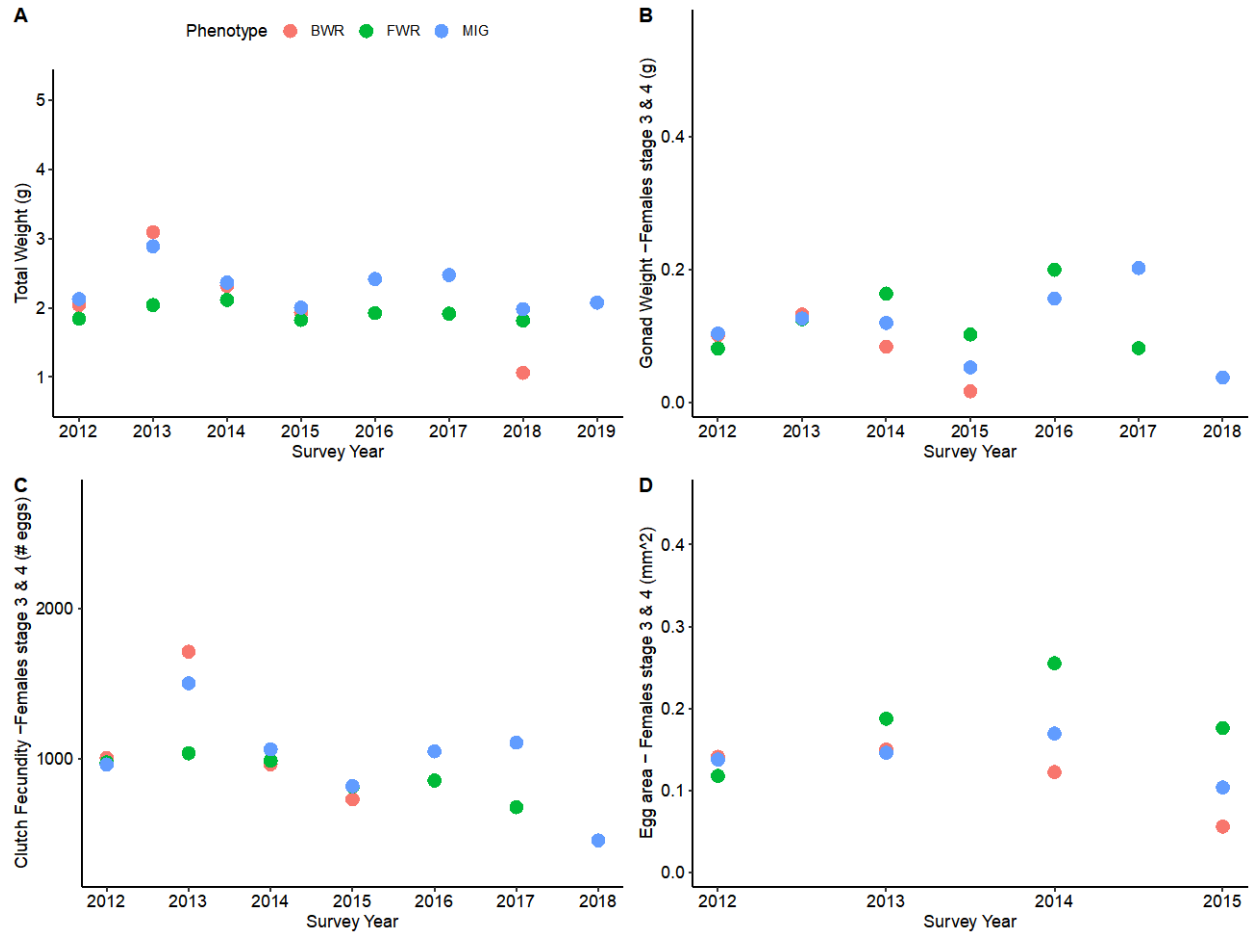 A
Phenotype BWR FWR MIG
Total Weight (g)
5
4
3
2
1
2012 2013 2014 2015 2016 2017 2018 2019
Survey Year
B
Gonad Weight −Females stage 3 & 4 (g)
0.4
0.2
0.0
2012 2013 2014 2015 2016 2017 2018
Survey Year
C
Clutch Fecundity −Females stage 3 & 4 (# eggs)
2000
1000
2012 2013 2014 2015 2016 2017 2018
Survey Year
D
Egg area − Females stage 3 & 4 (mm^2)
0.4
0.3
0.2
0.1
0.0
2012 2013 2014 2015
Survey Year